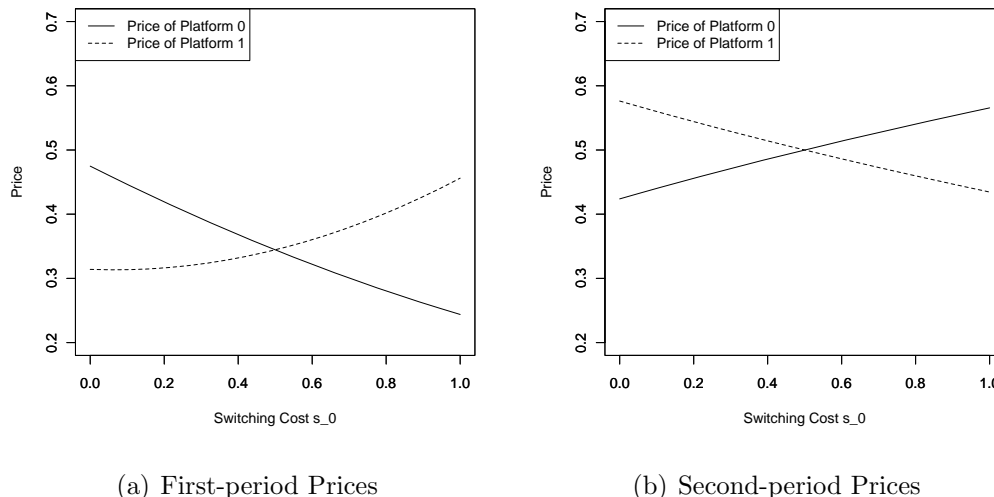 Price of Platform 0
Price of Platform 1
Price
0.7
0.6
0.5
0.4
0.3
0.2
0.0 0.2 0.4 0.6 0.8 1.0
Switching Cost s_0
(a) First-period Prices
Price of Platform 0
Price of Platform 1
Price
0.7
0.6
0.5
0.4
0.3
0.2
0.0 0.2 0.4 0.6 0.8 1.0
Switching Cost s_0
(b) Second-period Prices